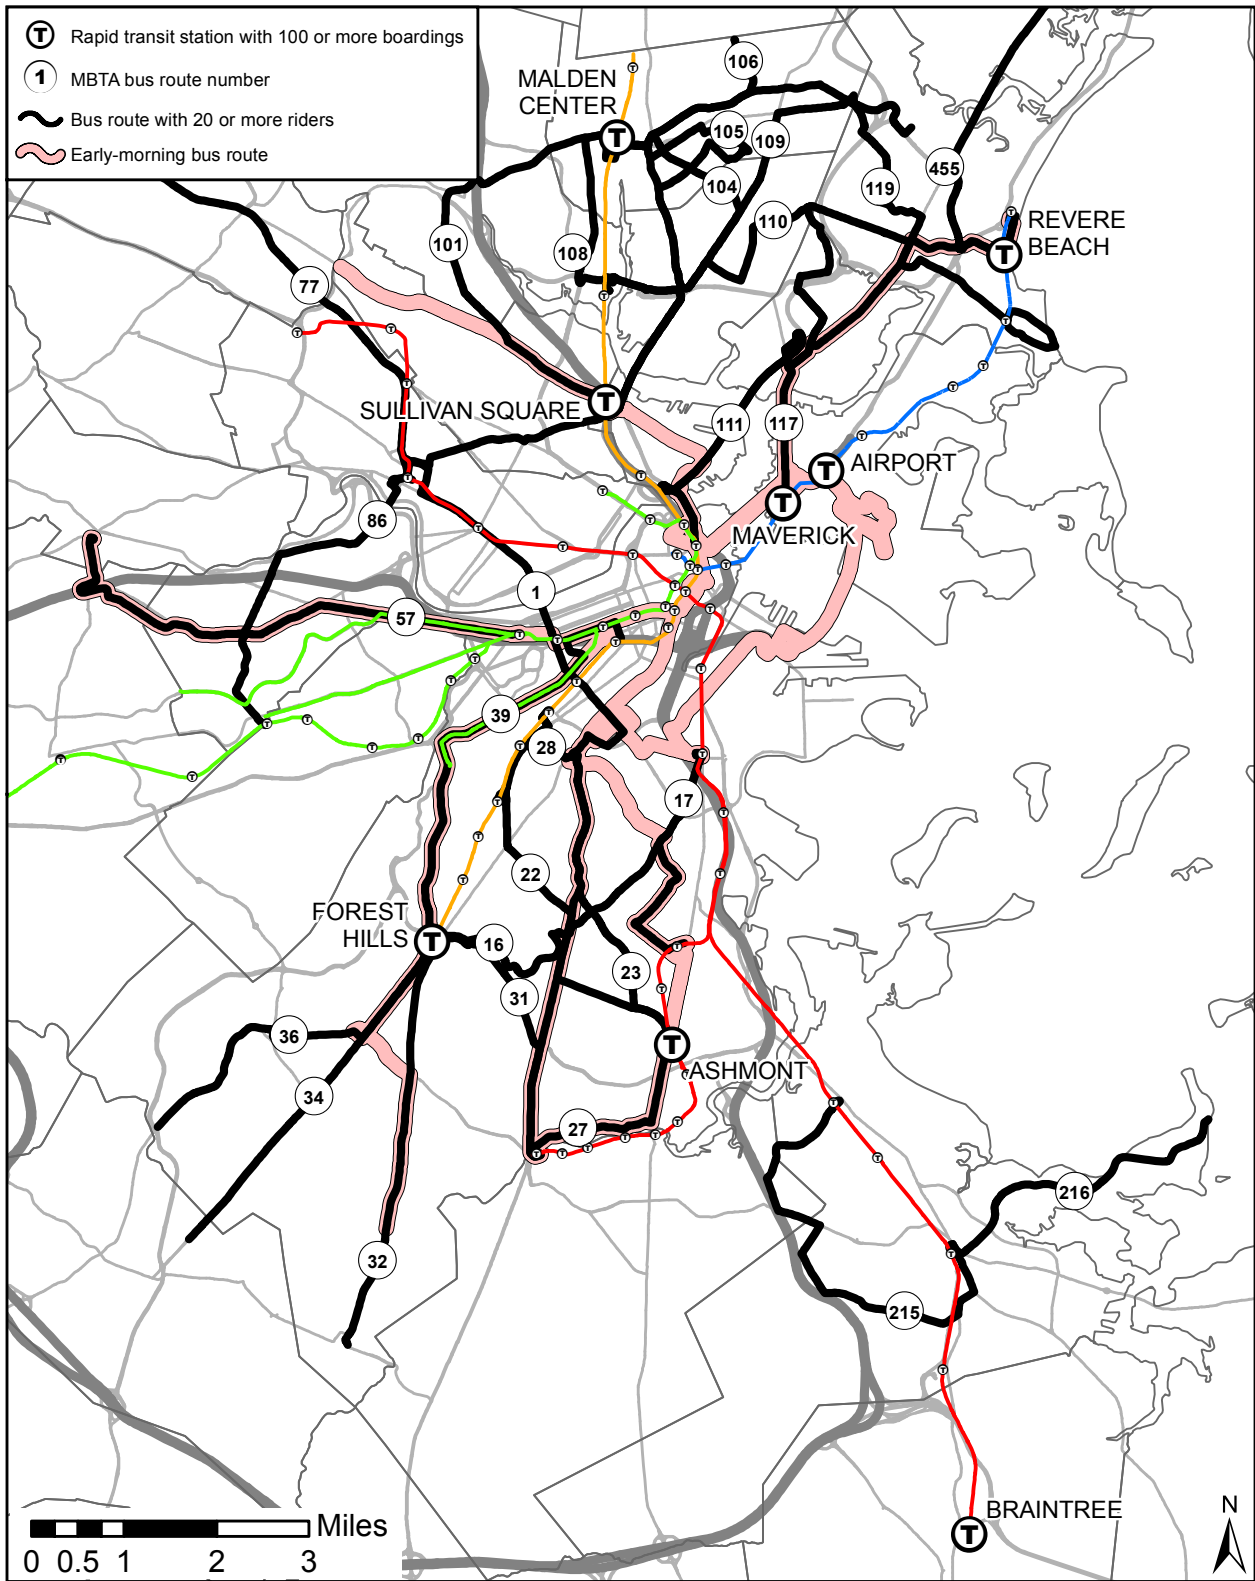 T Rapid transit station with 100 or more boardings
1 MBTA bus route number
Bus route with 20 or more riders
Early-morning bus route
106
MALDEN
CENTER
T
105
109
104
455
119
110
REVERE
BEACH
T
101
108
77
SULLIVAN SQUARE
T
111
117
AIRPORT
T
MAVERICK
T
86
1
57
39
28
17
22
FOREST
HILLS
T
16
23
31
36
34
T
ASHMONT
27
32
216
215
BRAINTREE
T
N
Miles
0 0.5 1 2 3